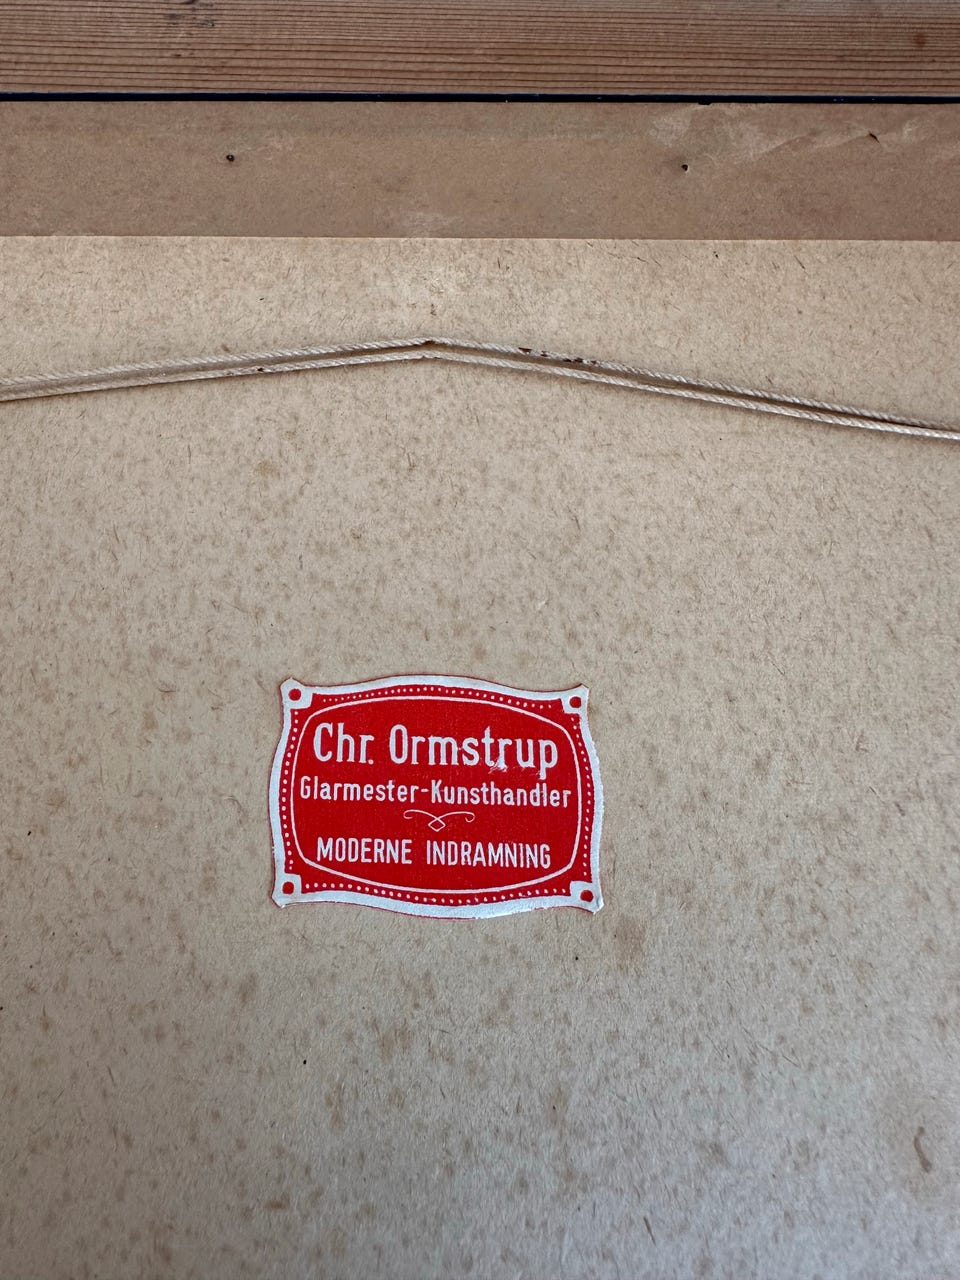 Chr. Ormstrup
Glarmester-Kunsthandler
MODERNE INDRAMNING